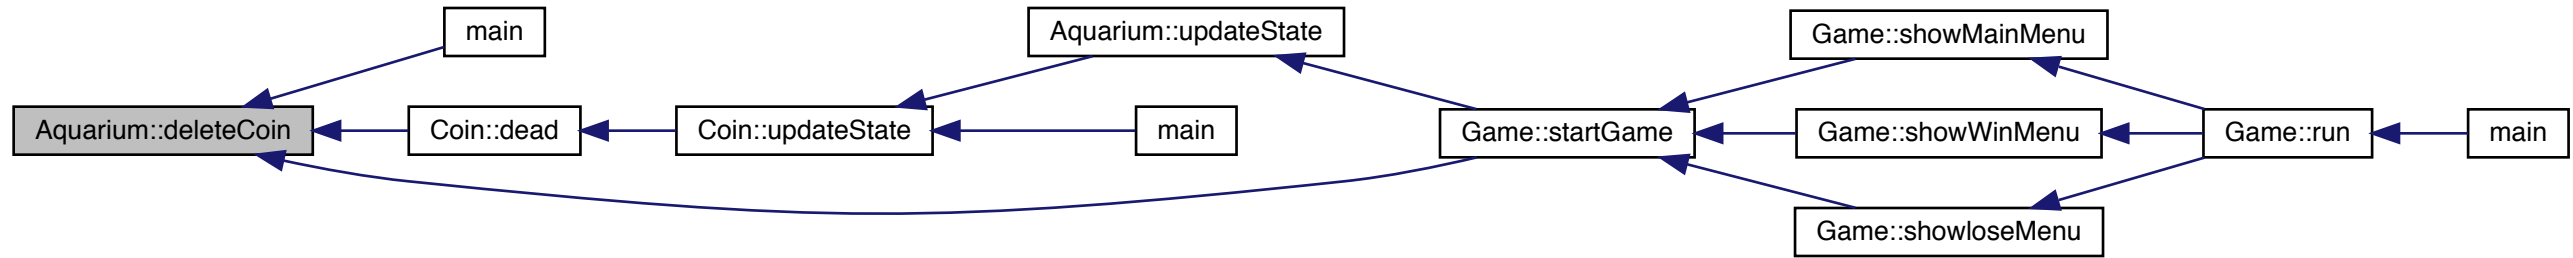 main
Aquarium::updateState
Game::showMainMenu
Aquarium::deleteCoin
Coin::dead
Coin::updateState
main
Game::startGame
Game::showWinMenu
Game::run
main
Game::showloseMenu